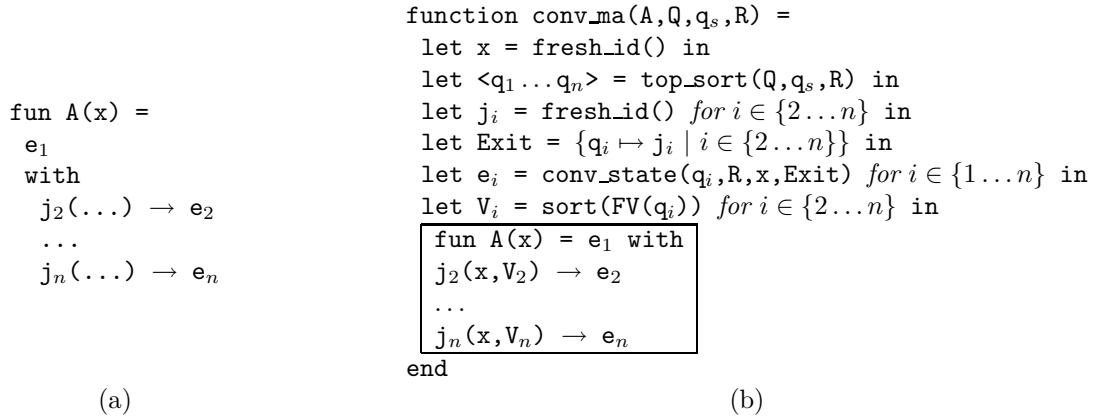 fun A(x) =
e₁
with
j₂(...) → e₂
...
jₙ(...) → eₙ
(a)
function conv_ma(A,Q,qₛ,R) =
let x = fresh_id() in
let <q₁...qₙ> = top_sort(Q,qₛ,R) in
let jᵢ = fresh_id() for i ∈ {2...n} in
let Exit = {qᵢ ↦ jᵢ | i ∈ {2...n}} in
let eᵢ = conv_state(qᵢ,R,x,Exit) for i ∈ {1...n} in
let Vᵢ = sort(FV(qᵢ)) for i ∈ {2...n} in
fun A(x) = e₁ with
j₂(x,V₂) → e₂
...
jₙ(x,Vₙ) → eₙ
end
(b)